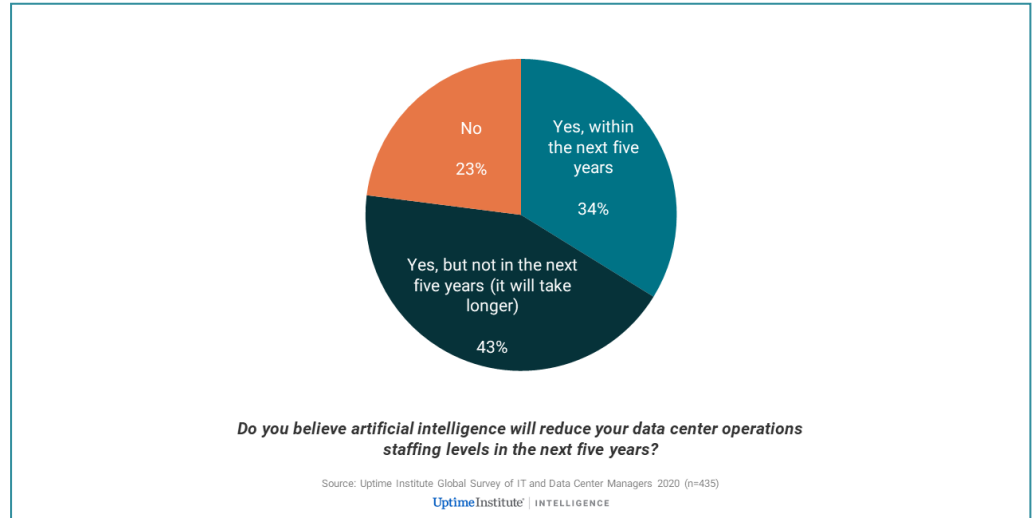 No
23%
Yes, within
the next five
years
34%
Yes, but not in the next
five years (it will take
longer)
43%
Do you believe artificial intelligence will reduce your data center operations
staffing levels in the next five years?
Source: Uptime Institute Global Survey of IT and Data Center Managers 2020 (n=435)
UptimeInstitute® | INTELLIGENCE